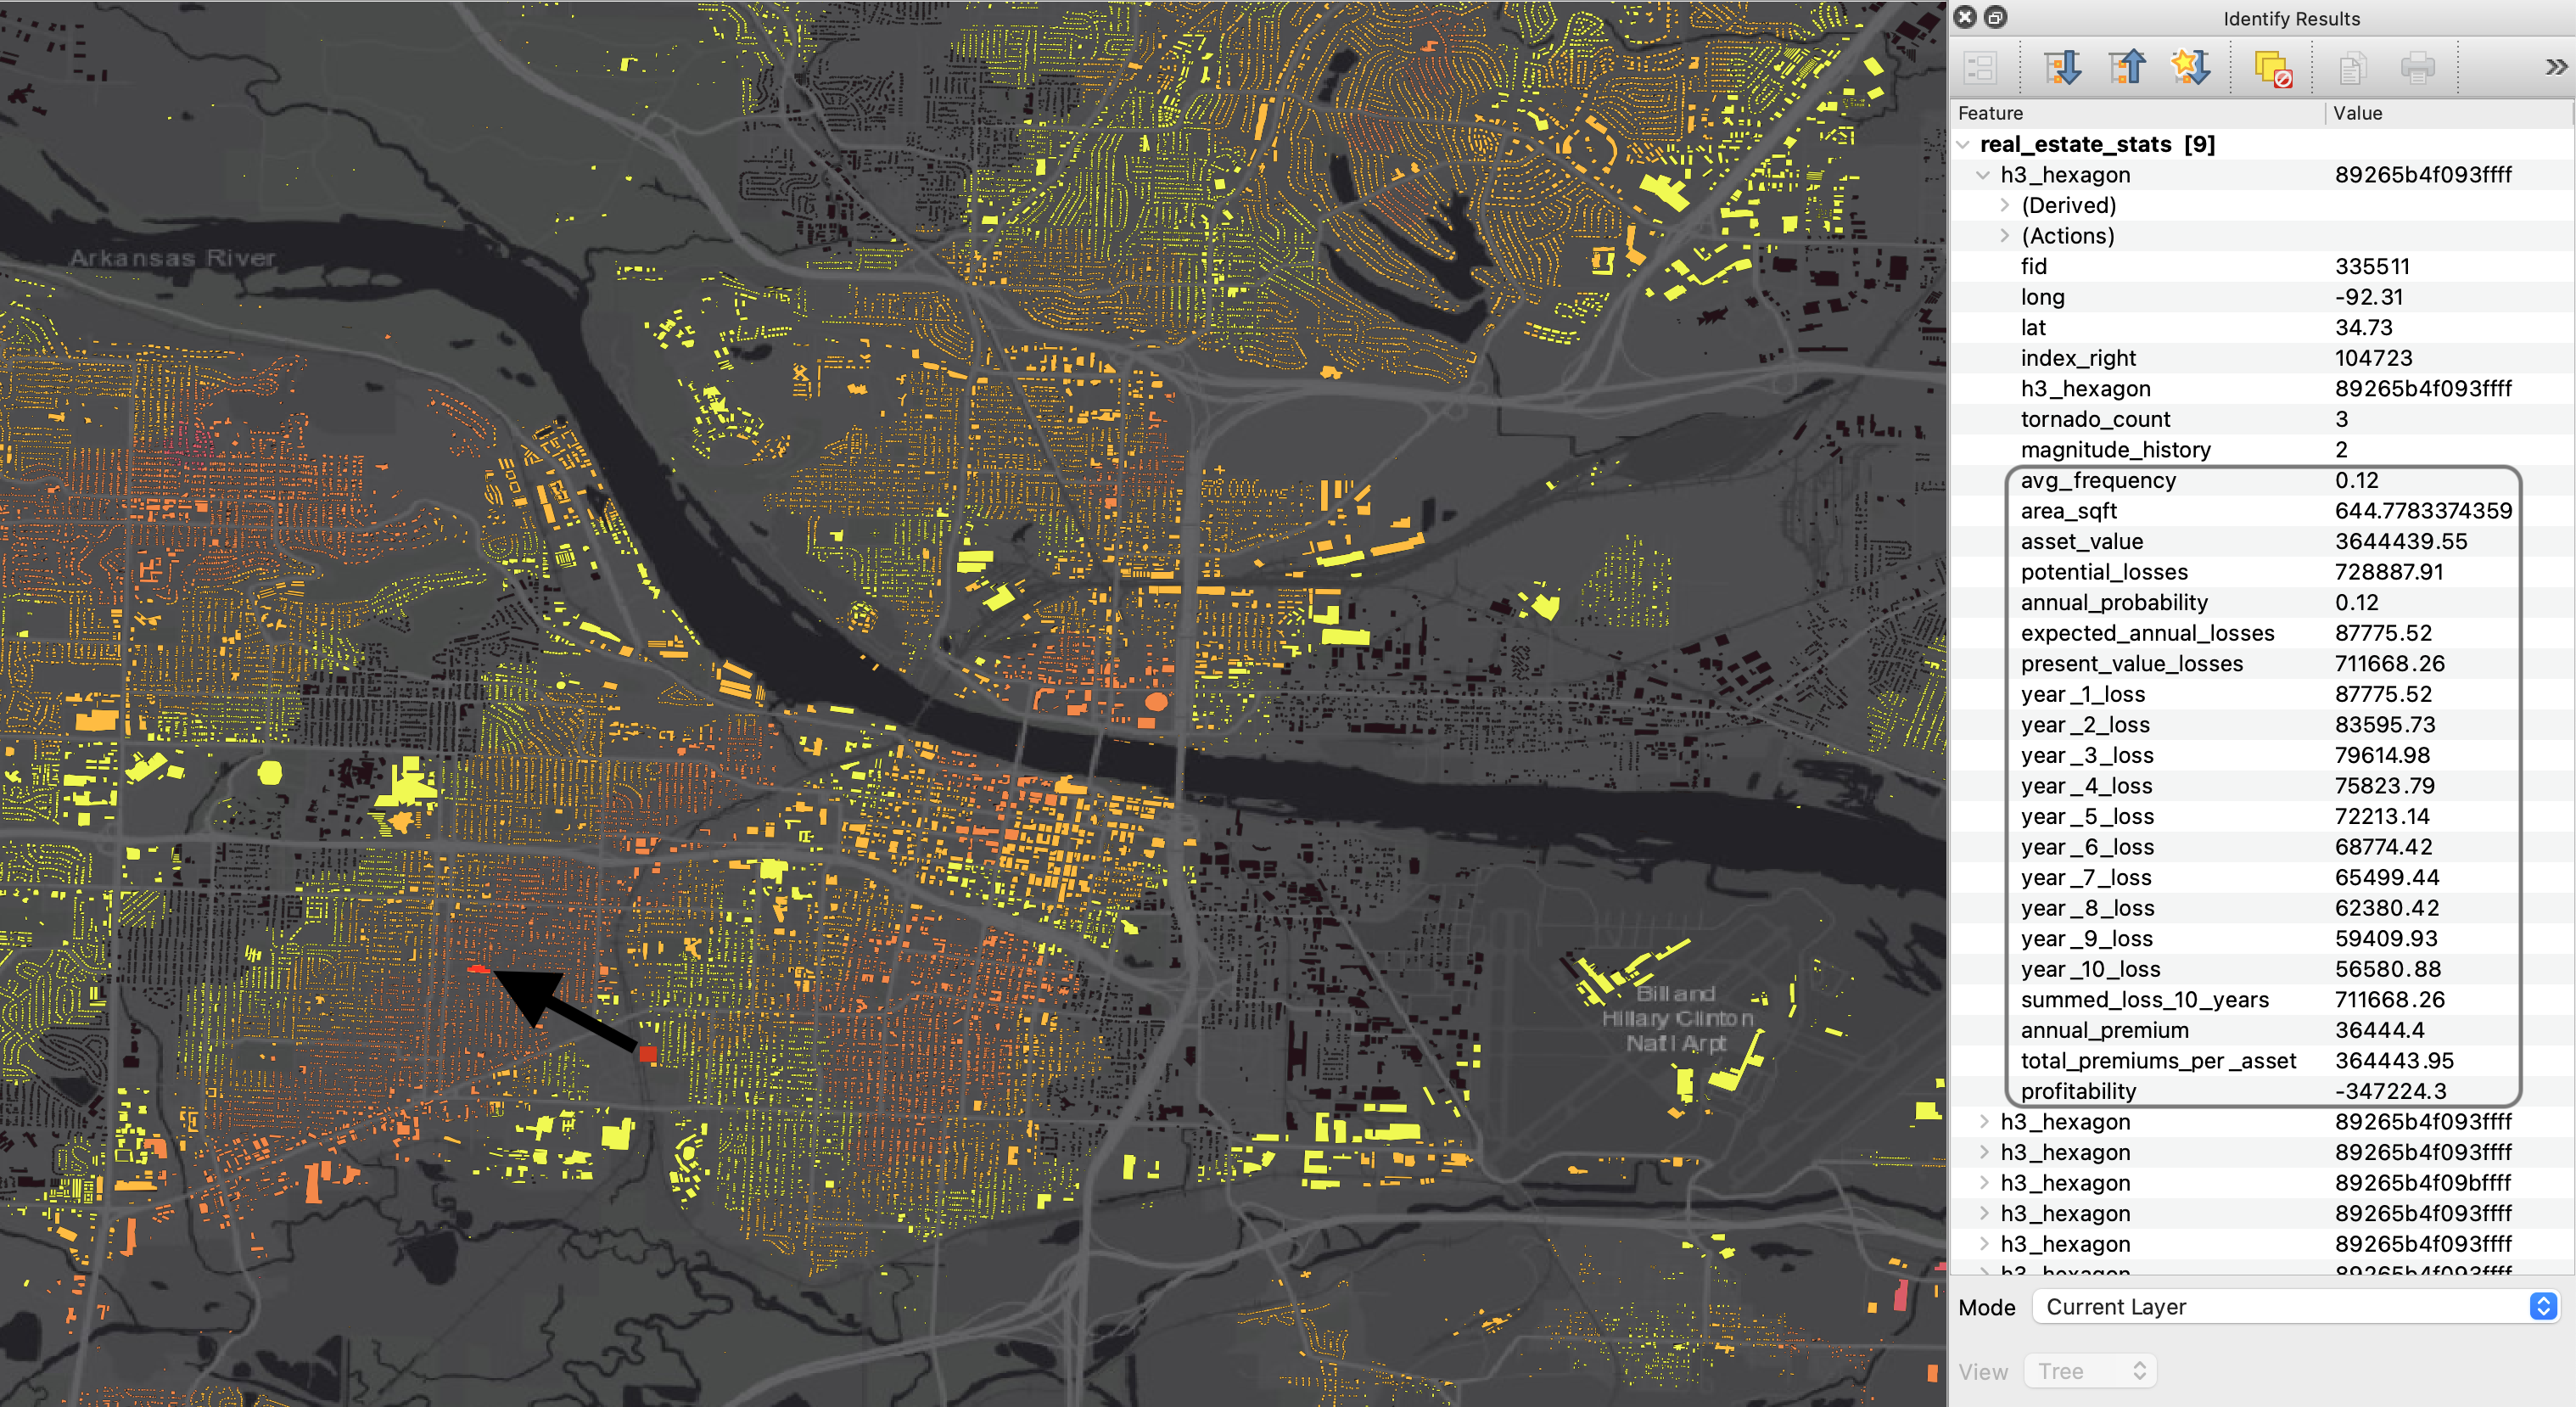 Arkansas River
Bill and
Hillary Clinton
Nat'l Arpt
Identify Results
Feature Value
real_estate_stats [9]
h3_hexagon 89265b4f093ffff
(Derived)
(Actions)
fid 335511
long -92.31
lat 34.73
index_right 104723
h3_hexagon 89265b4f093ffff
tornado_count 3
magnitude_history 2
avg_frequency 0.12
area_sqft 644.7783374359
asset_value 3644439.55
potential_losses 728887.91
annual_probability 0.12
expected_annual_losses 87775.52
present_value_losses 711668.26
year_1_loss 87775.52
year_2_loss 83595.73
year_3_loss 79614.98
year_4_loss 75823.79
year_5_loss 72213.14
year_6_loss 68774.42
year_7_loss 65499.44
year_8_loss 62380.42
year_9_loss 59409.93
year_10_loss 56580.88
summed_loss_10_years 711668.26
annual_premium 36444.4
total_premiums_per_asset 364443.95
profitability -347224.3
h3_hexagon 89265b4f093ffff
h3_hexagon 89265b4f093ffff
h3_hexagon 89265b4f09bffff
h3_hexagon 89265b4f093ffff
h3_hexagon 89265b4f093ffff
h3_hexagon 89265b4f093ffff
Mode Current Layer
View Tree